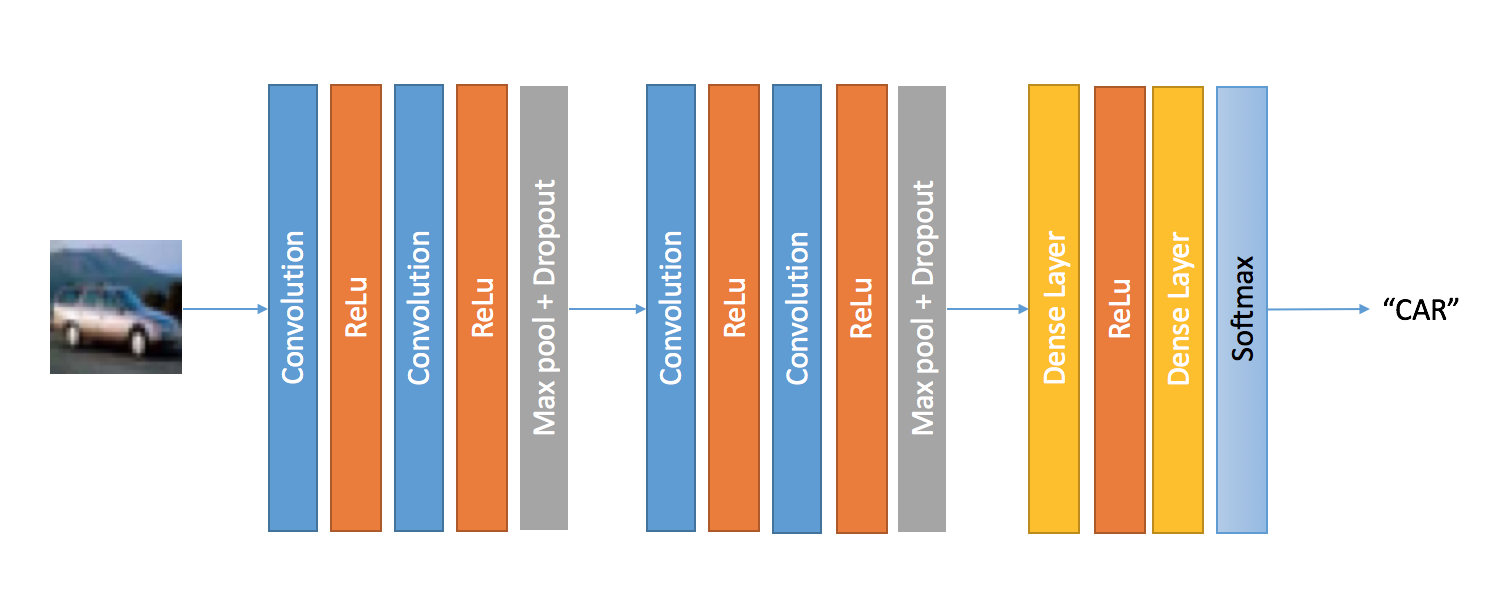 Convolution
ReLu
Convolution
ReLu
Max pool + Dropout
Convolution
ReLu
Convolution
ReLu
Max pool + Dropout
Dense Layer
ReLu
Dense Layer
Softmax
“CAR”